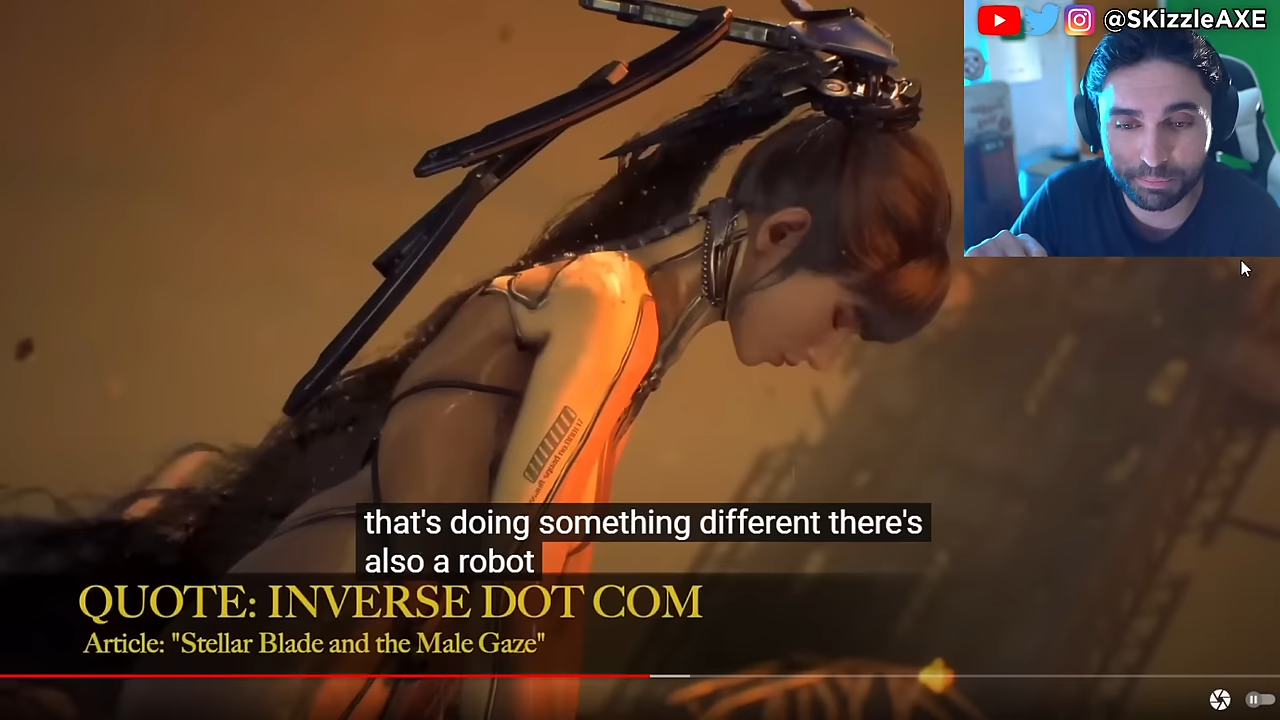 @SKizzleAXE
that's doing something different there's
also a robot
QUOTE: INVERSE DOT COM
Article: "Stellar Blade and the Male Gaze"